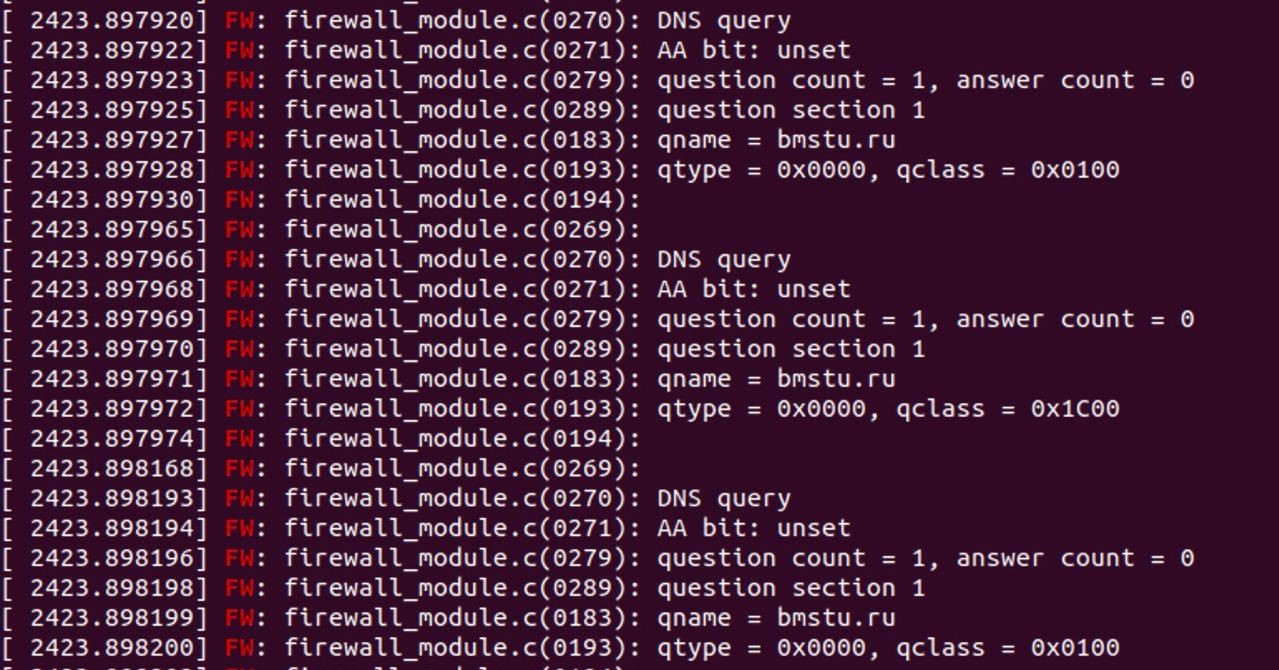 [ 2423.897920] FW: firewall_module.c(0270): DNS query
[ 2423.897922] FW: firewall_module.c(0271): AA bit: unset
[ 2423.897923] FW: firewall_module.c(0279): question count = 1, answer count = 0
[ 2423.897925] FW: firewall_module.c(0289): question section 1
[ 2423.897927] FW: firewall_module.c(0183): qname = bmstu.ru
[ 2423.897928] FW: firewall_module.c(0193): qtype = 0x0000, qclass = 0x0100
[ 2423.897930] FW: firewall_module.c(0194):
[ 2423.897965] FW: firewall_module.c(0269):
[ 2423.897966] FW: firewall_module.c(0270): DNS query
[ 2423.897968] FW: firewall_module.c(0271): AA bit: unset
[ 2423.897969] FW: firewall_module.c(0279): question count = 1, answer count = 0
[ 2423.897970] FW: firewall_module.c(0289): question section 1
[ 2423.897971] FW: firewall_module.c(0183): qname = bmstu.ru
[ 2423.897972] FW: firewall_module.c(0193): qtype = 0x0000, qclass = 0x1C00
[ 2423.897974] FW: firewall_module.c(0194):
[ 2423.898168] FW: firewall_module.c(0269):
[ 2423.898193] FW: firewall_module.c(0270): DNS query
[ 2423.898194] FW: firewall_module.c(0271): AA bit: unset
[ 2423.898196] FW: firewall_module.c(0279): question count = 1, answer count = 0
[ 2423.898198] FW: firewall_module.c(0289): question section 1
[ 2423.898199] FW: firewall_module.c(0183): qname = bmstu.ru
[ 2423.898200] FW: firewall_module.c(0193): qtype = 0x0000, qclass = 0x0100